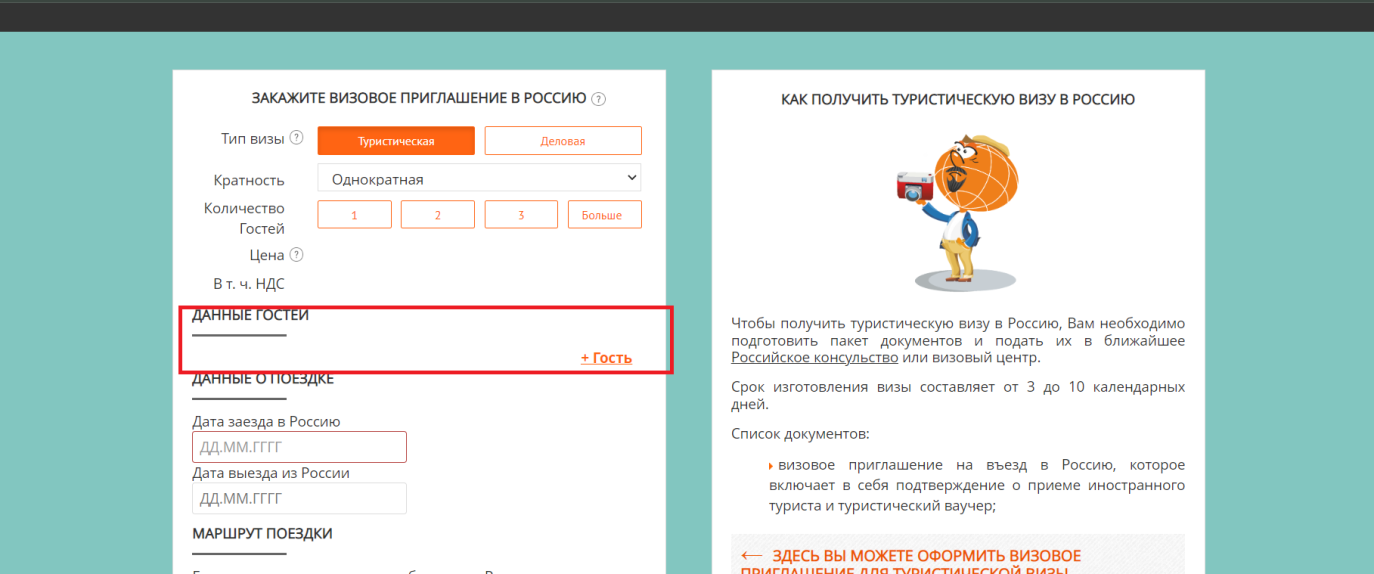 ЗАКАЖИТЕ ВИЗОВОЕ ПРИГЛАШЕНИЕ В РОССИЮ ?
Тип визы ? Туристическая Деловая
Кратность Однократная
Количество Гостей 1 2 3 Больше
Цена ?
В т. ч. НДС
ДАННЫЕ ГОСТЕЙ
+ Гость
ДАННЫЕ О ПОЕЗДКЕ
Дата заезда в Россию
ДД.ММ.ГГГГ
Дата выезда из России
ДД.ММ.ГГГГ
МАРШРУТ ПОЕЗДКИ
КАК ПОЛУЧИТЬ ТУРИСТИЧЕСКУЮ ВИЗУ В РОССИЮ
Чтобы получить туристическую визу в Россию, Вам необходимо
подготовить пакет документов и подать их в ближайшее
Российское консульство или визовый центр.
Срок изготовления визы составляет от 3 до 10 календарных
дней.
Список документов:
визовое приглашение на въезд в Россию, которое
включает в себя подтверждение о приеме иностранного
туриста и туристический ваучер;
← ЗДЕСЬ ВЫ МОЖЕТЕ ОФОРМИТЬ ВИЗОВОЕ
ПРИГЛАШЕНИЕ ДЛЯ ТУРИСТИЧЕСКОЙ ВИЗЫ